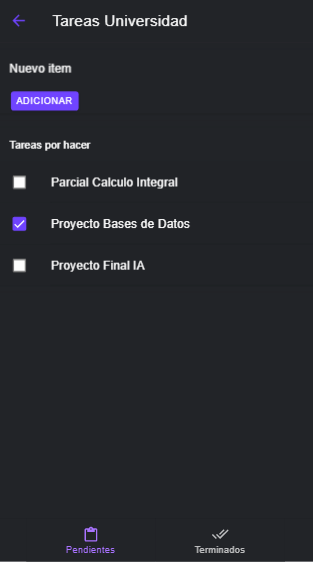 Tareas Universidad
Nuevo item
ADICIONAR
Tareas por hacer
Parcial Calculo Integral
Proyecto Bases de Datos
Proyecto Final IA
Pendientes
Terminados